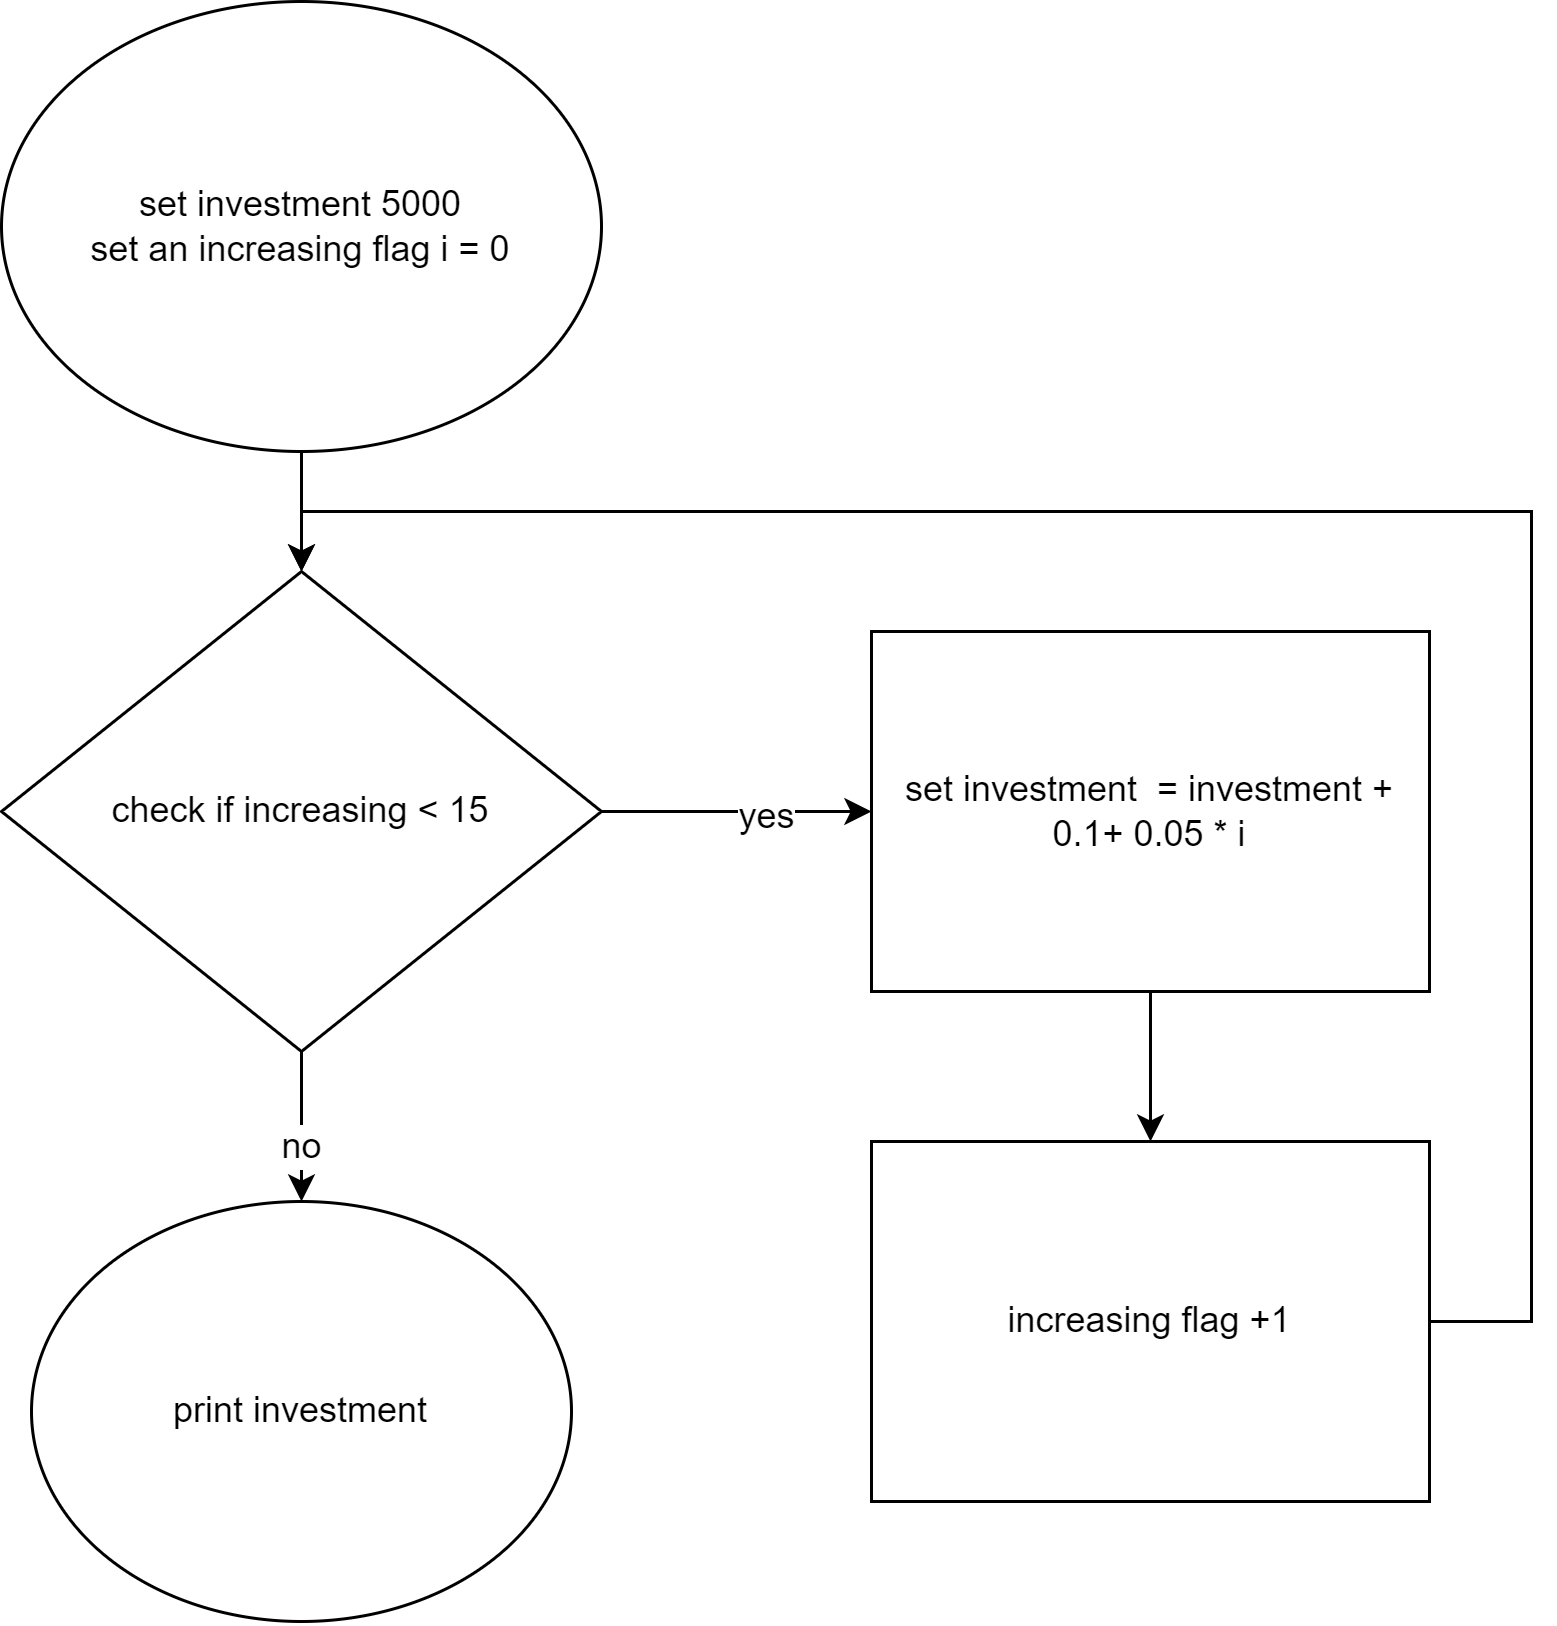 set investment 5000
set an increasing flag i = 0
check if increasing < 15
yes
set investment  = investment +
0.1+ 0.05 * i
no
increasing flag +1
print investment